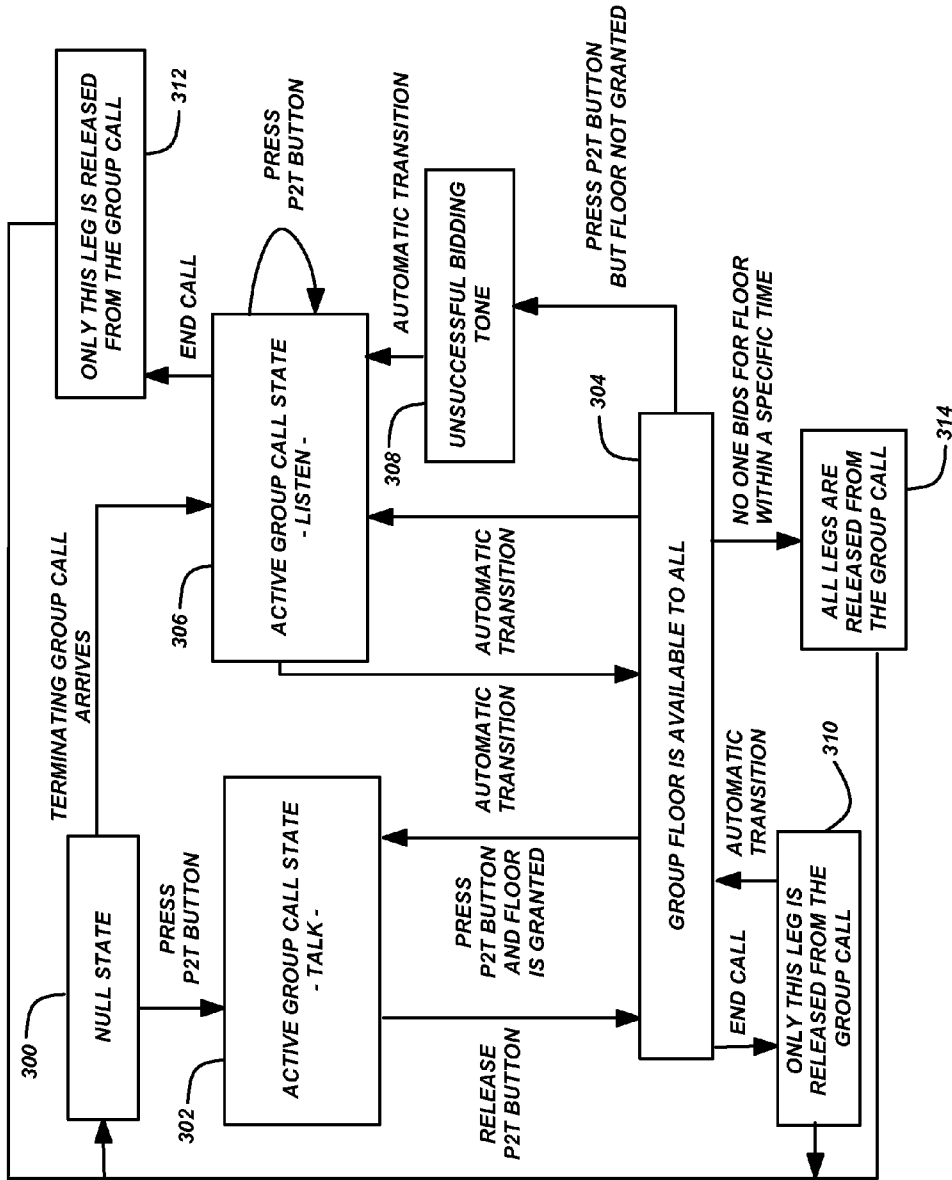 300
NULL STATE
TERMINATING GROUP CALL
ARRIVES
ONLY THIS LEG IS RELEASED
FROM THE GROUP CALL
312
PRESS
P2T BUTTON
END CALL
PRESS
P2T BUTTON
302
ACTIVE GROUP CALL STATE
- TALK -
306
ACTIVE GROUP CALL STATE
- LISTEN -
AUTOMATIC TRANSITION
308
UNSUCCESSFUL BIDDING
TONE
RELEASE
P2T BUTTON
PRESS
P2T BUTTON
AND FLOOR
IS GRANTED
AUTOMATIC
TRANSITION
AUTOMATIC
TRANSITION
PRESS P2T BUTTON
BUT FLOOR NOT GRANTED
304
GROUP FLOOR IS AVAILABLE TO ALL
END CALL
AUTOMATIC
TRANSITION
NO ONE BIDS FOR FLOOR
WITHIN A SPECIFIC TIME
310
ONLY THIS LEG IS
RELEASED FROM THE
GROUP CALL
ALL LEGS ARE
RELEASED FROM
THE GROUP CALL
314